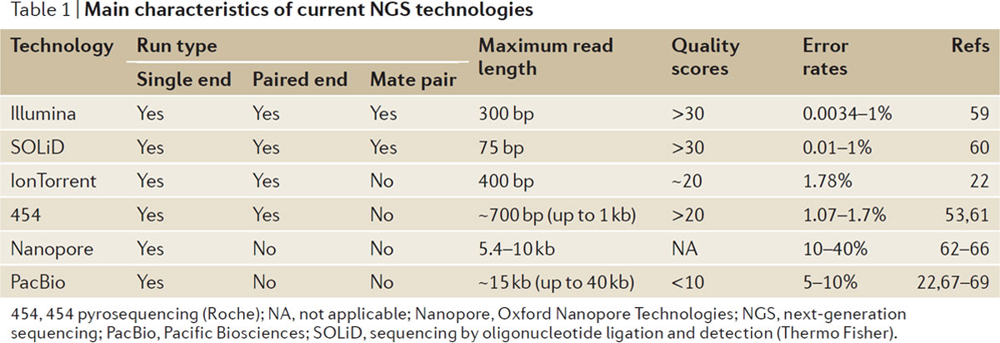 Table 1 | Main characteristics of current NGS technologies
Technology Run type Maximum read length Quality scores Error rates Refs
Single end Paired end Mate pair
Illumina Yes Yes Yes 300 bp >30 0.0034–1% 59
SOLiD Yes Yes Yes 75 bp >30 0.01–1% 60
IonTorrent Yes Yes No 400 bp ~20 1.78% 22
454 Yes Yes No ~700 bp (up to 1 kb) >20 1.07–1.7% 53,61
Nanopore Yes No No 5.4–10 kb NA 10–40% 62–66
PacBio Yes No No ~15 kb (up to 40 kb) <10 5–10% 22,67–69
454, 454 pyrosequencing (Roche); NA, not applicable; Nanopore, Oxford Nanopore Technologies; NGS, next-generation
sequencing; PacBio, Pacific Biosciences; SOLiD, sequencing by oligonucleotide ligation and detection (Thermo Fisher).